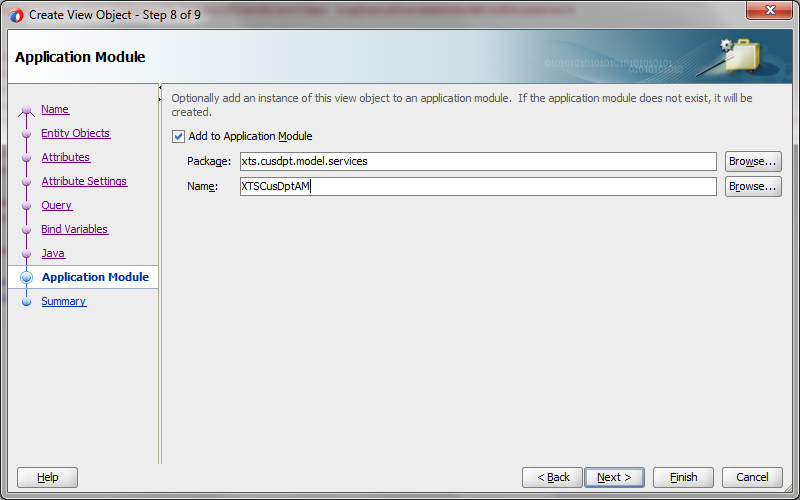 Create View Object - Step 8 of 9
Application Module
010101010101010101010101010101
01010101010
Name
Entity Objects
Attributes
Attribute Settings
Query
Bind Variables
Java
Application Module
Summary
Optionally add an instance of this view object to an application module. If the application module does not exist, it will be
created.
Add to Application Module
Package: xts.cusdpt.model.services Browse...
Name: XTSCusDptAM Browse...
Help < Back Next > Finish Cancel